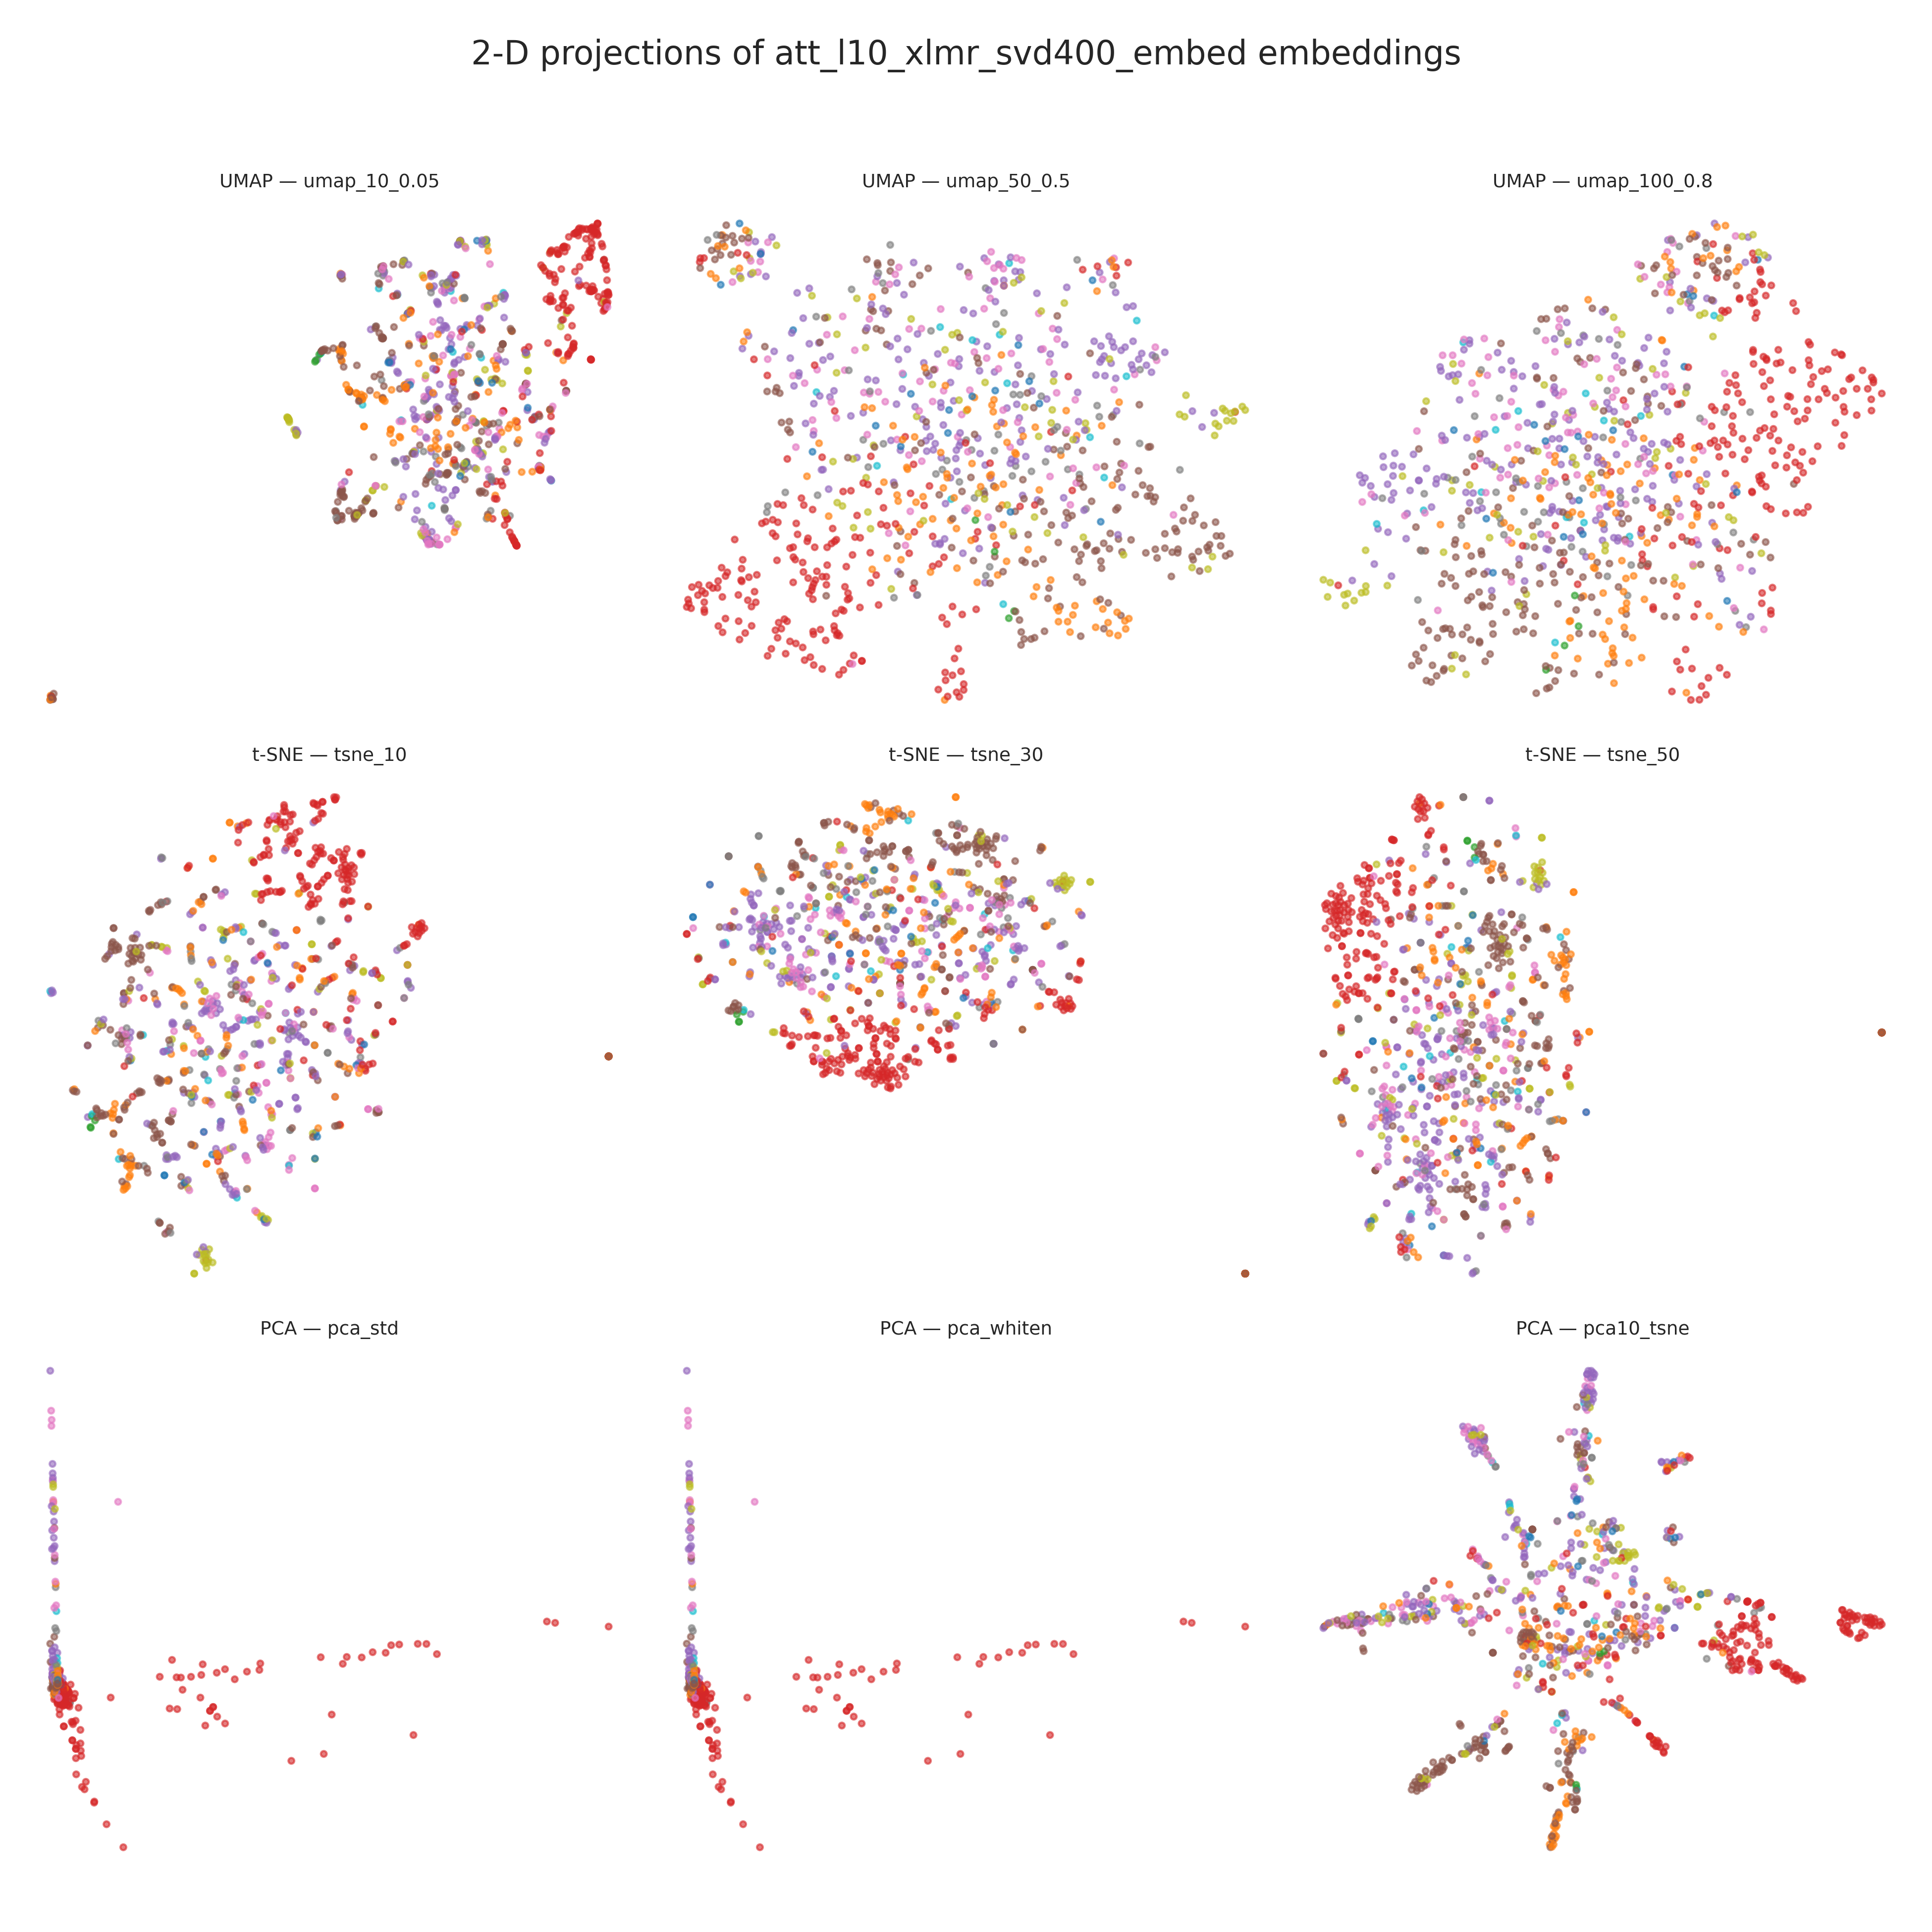 2-D projections of att_l10_xlmr_svd400_embed embeddings
UMAP — umap_10_0.05
UMAP — umap_50_0.5
UMAP — umap_100_0.8
t-SNE — tsne_10
t-SNE — tsne_30
t-SNE — tsne_50
PCA — pca_std
PCA — pca_whiten
PCA — pca10_tsne